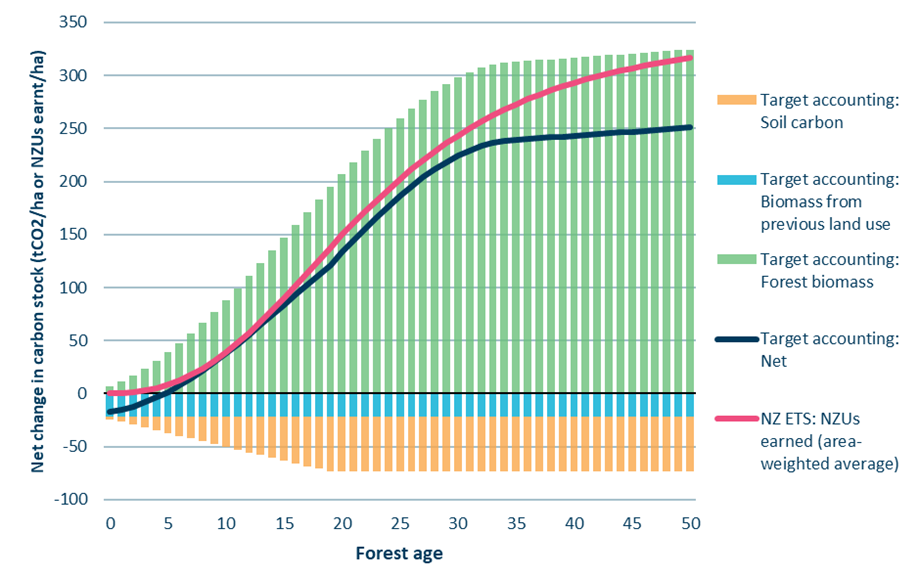 Net change in carbon stock (tCO2/ha or NZUs earnt/ha)
350
300
250
200
150
100
50
0
-50
-100
0 5 10 15 20 25 30 35 40 45 50
Forest age
Target accounting:
Soil carbon
Target accounting:
Biomass from
previous land use
Target accounting:
Forest biomass
Target accounting:
Net
NZ ETS: NZUs
earned (area-
weighted average)